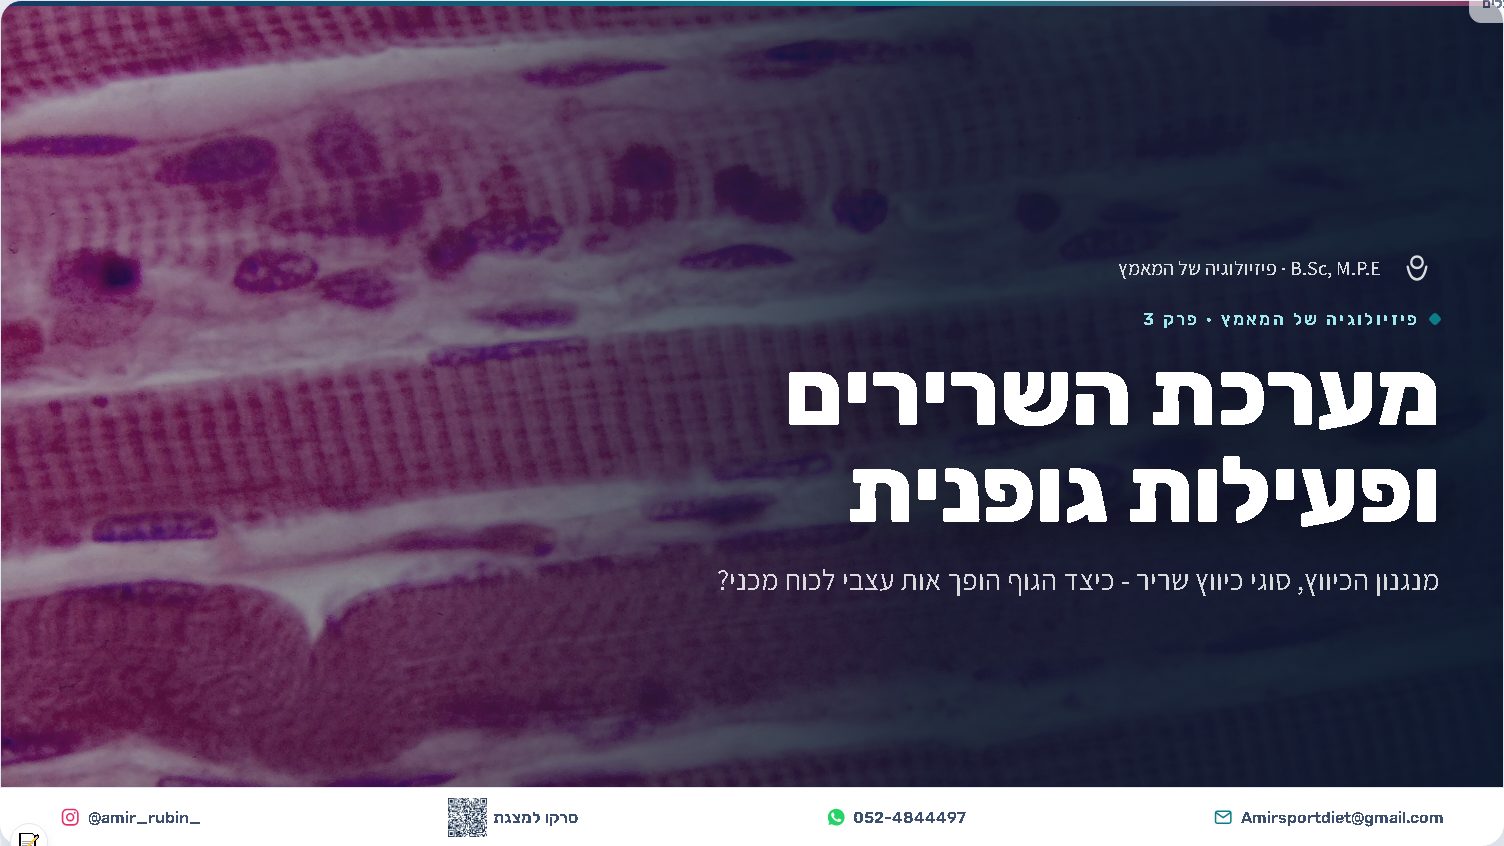 B.Sc, M.P.E · פיזיולוגיה של המאמץ
פיזיולוגיה של המאמץ · פרק 3
מערכת השרירים
ופעילות גופנית
מנגנון הכיווץ, סוגי כיווץ שריר - כיצד הגוף הופך אות עצבי לכוח מכני?
Amirsportdiet@gmail.com
052-4844497
סרקו למצגת
@amir_rubin_